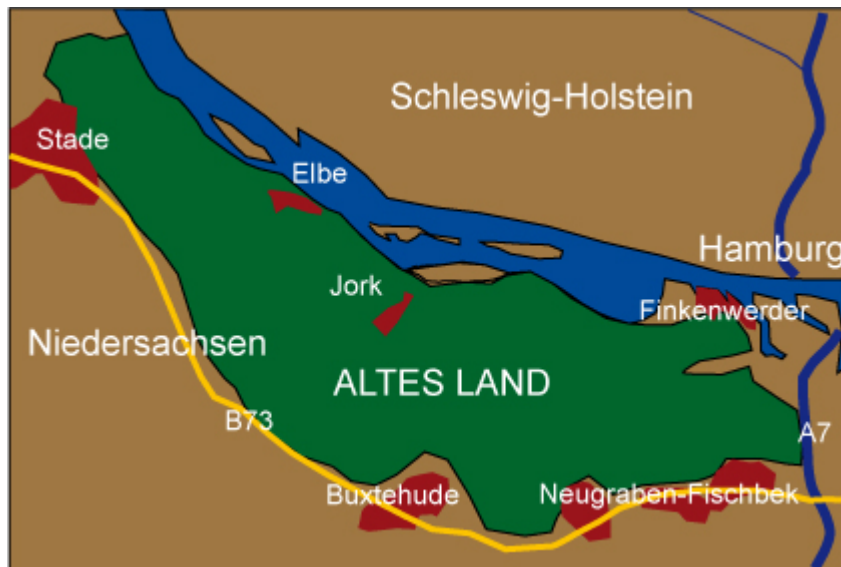 Schleswig-Holstein
Stade
Elbe
Hamburg
Jork
Finkenwerder
Niedersachsen
ALTES LAND
B73
A7
Buxtehude
Neugraben-Fischbek